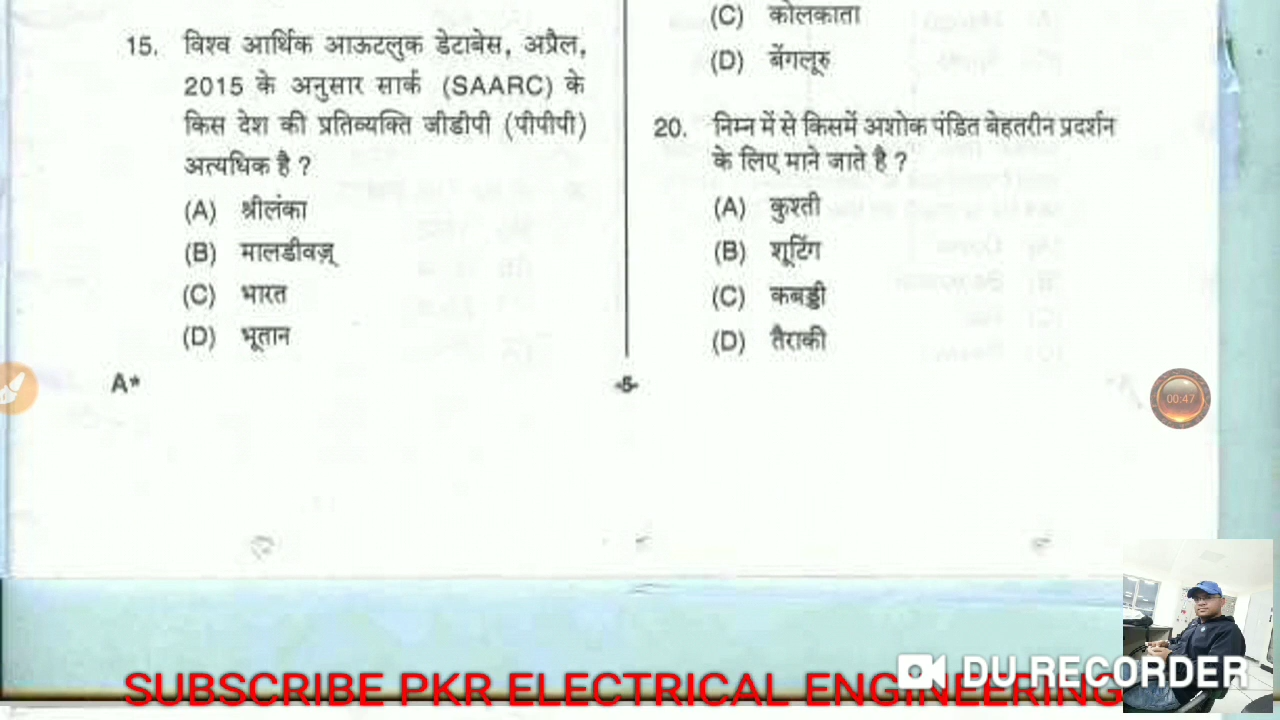 15. विश्व आर्थिक आऊटलुक डेटाबेस, अप्रैल,
2015 के अनुसार सार्क (SAARC) के
किस देश की प्रतिव्यक्ति जीडीपी (पीपीपी)
अत्यधिक है ?
(A) श्रीलंका
(B) मालडीवज़्
(C) भारत
(D) भूतान
(C) कोलकाता
(D) बेंगलूरु
20. निम्न में से किसमें अशोक पंडित बेहतरीन प्रदर्शन
के लिए माने जाते है ?
(A) कुश्ती
(B) शूटिंग
(C) कबड्डी
(D) तैराकी
A*
-5-
00:47
DU RECORDER
SUBSCRIBE PKR ELECTRICAL ENGINEERING